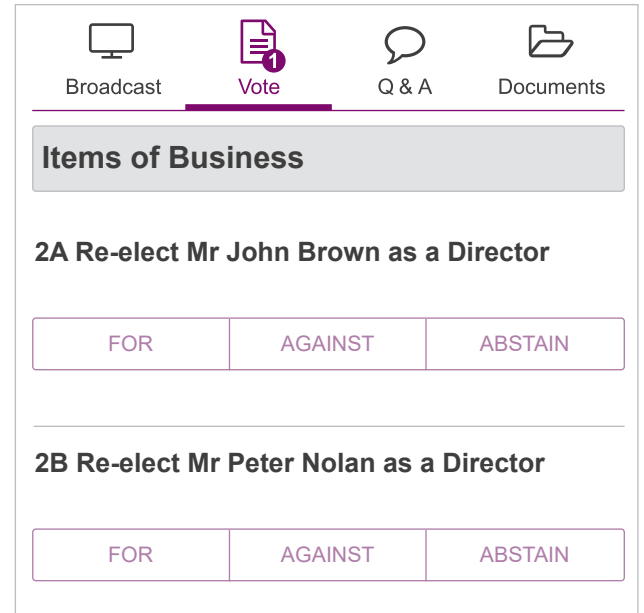 1
Broadcast Vote Q & A Documents
Items of Business
2A Re-elect Mr John Brown as a Director
FOR AGAINST ABSTAIN
2B Re-elect Mr Peter Nolan as a Director
FOR AGAINST ABSTAIN